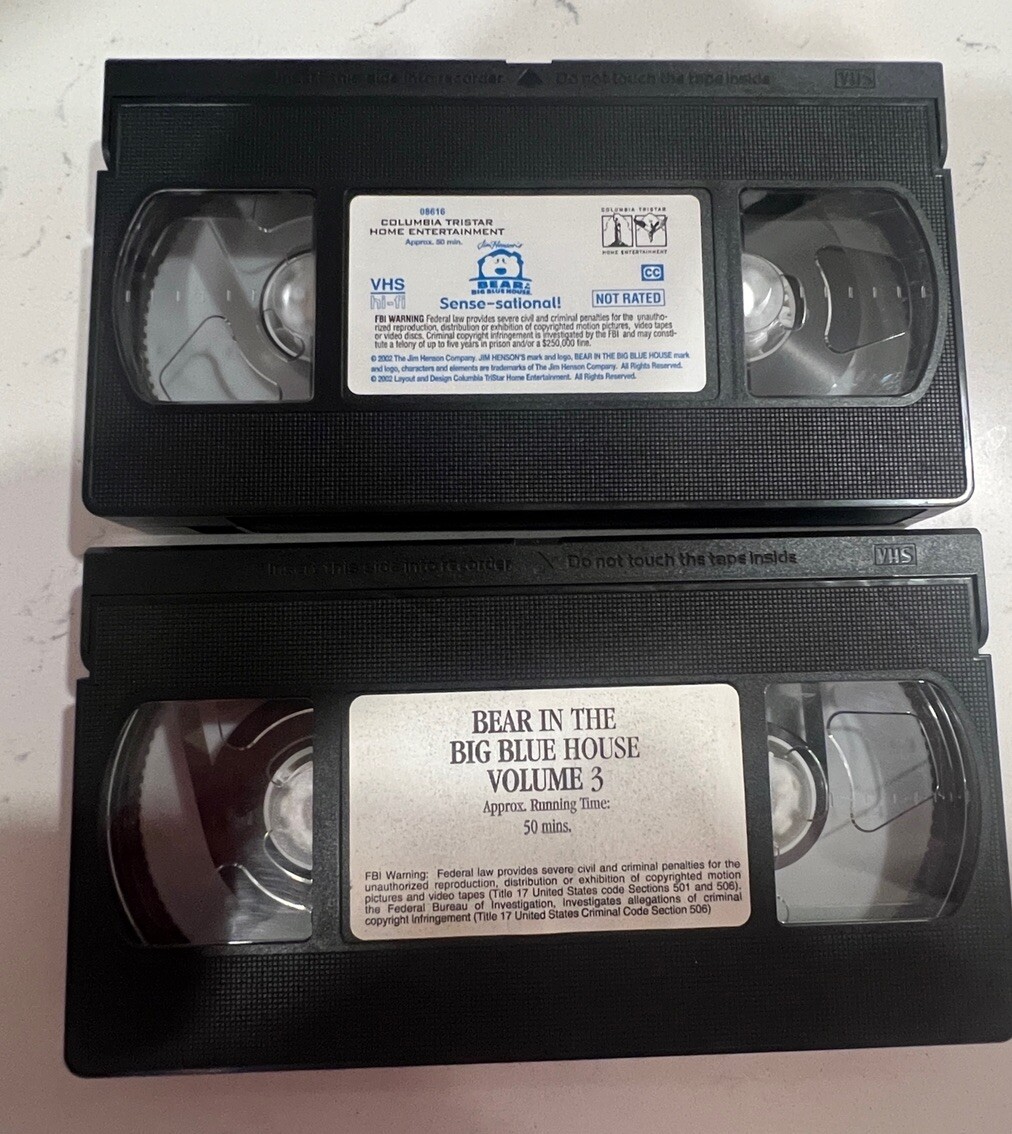 Insert this side into recorder Do not touch the tape inside VHS
08616
COLUMBIA TRISTAR
HOME ENTERTAINMENT
Approx. 50 min.
COLUMBIA TRISTAR
HOME ENTERTAINMENT
Jim Henson's
BEAR IN THE
BIG BLUE HOUSE
VHS
hi-fi
CC
Sense-sational!
NOT RATED
FBI WARNING Federal law provides severe civil and criminal penalties for the unautho-
rized reproduction, distribution or exhibition of copyrighted motion pictures, video tapes
or video discs. Criminal copyright infringement is investigated by the FBI and may consti-
tute a felony of up to five years in prison and/or a $250,000 fine.
© 2002 The Jim Henson Company. JIM HENSON'S mark and logo, BEAR IN THE BIG BLUE HOUSE mark
and logo, characters and elements are trademarks of The Jim Henson Company. All Rights Reserved.
© 2002 Layout and Design Columbia TriStar Home Entertainment. All Rights Reserved.
Insert this side into recorder Do not touch the tape inside VHS
BEAR IN THE
BIG BLUE HOUSE
VOLUME 3
Approx. Running Time:
50 mins.
FBI Warning: Federal law provides severe civil and criminal penalties for the
unauthorized reproduction, distribution or exhibition of copyrighted motion
pictures and video tapes (Title 17 United States code Sections 501 and 506).
the Federal Bureau of Investigation, Investigates allegations of criminal
copyright Infringement (Title 17 United States Criminal Code Section 506)